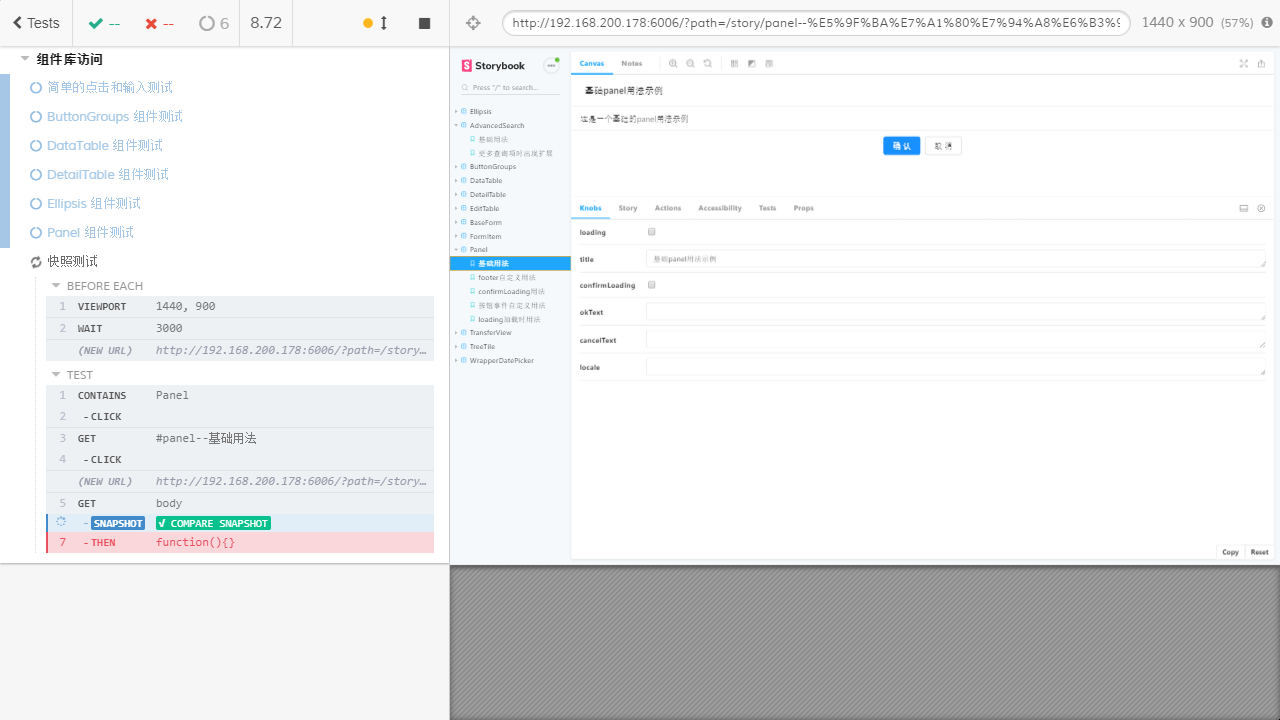 Tests
--
--
6
8.72
http://192.168.200.178:6006/?path=/story/panel--%E5%9F%BA%E7%A1%80%E7%94%A8%E6%B3%9
1440 x 900 (57%)
组件库访问
简单的点击和输入测试
ButtonGroups 组件测试
DataTable 组件测试
DetailTable 组件测试
Ellipsis 组件测试
Panel 组件测试
快照测试
BEFORE EACH
1 VIEWPORT 1440, 900
2 WAIT 3000
(NEW URL) http://192.168.200.178:6006/?path=/story…
TEST
1 CONTAINS Panel
2 -CLICK
3 GET #panel--基础用法
4 -CLICK
(NEW URL) http://192.168.200.178:6006/?path=/story…
5 GET body
-SNAPSHOT ✓ COMPARE SNAPSHOT
7 -THEN function(){}
Storybook
Press "/" to search...
Ellipsis
AdvancedSearch
基础用法
更多查询项时出现扩展
ButtonGroups
DataTable
DetailTable
EditTable
BaseForm
FormItem
Panel
基础用法
footer自定义用法
confirmLoading用法
按钮事件自定义用法
loading加载时用法
TransferView
TreeTile
WrapperDatePicker
Canvas Notes
基础panel用法示例
这是一个基础的panel用法示例
确 认 取 消
Knobs Story Actions Accessibility Tests Props
loading
title 基础panel用法示例
confirmLoading
okText
cancelText
locale
Copy Reset